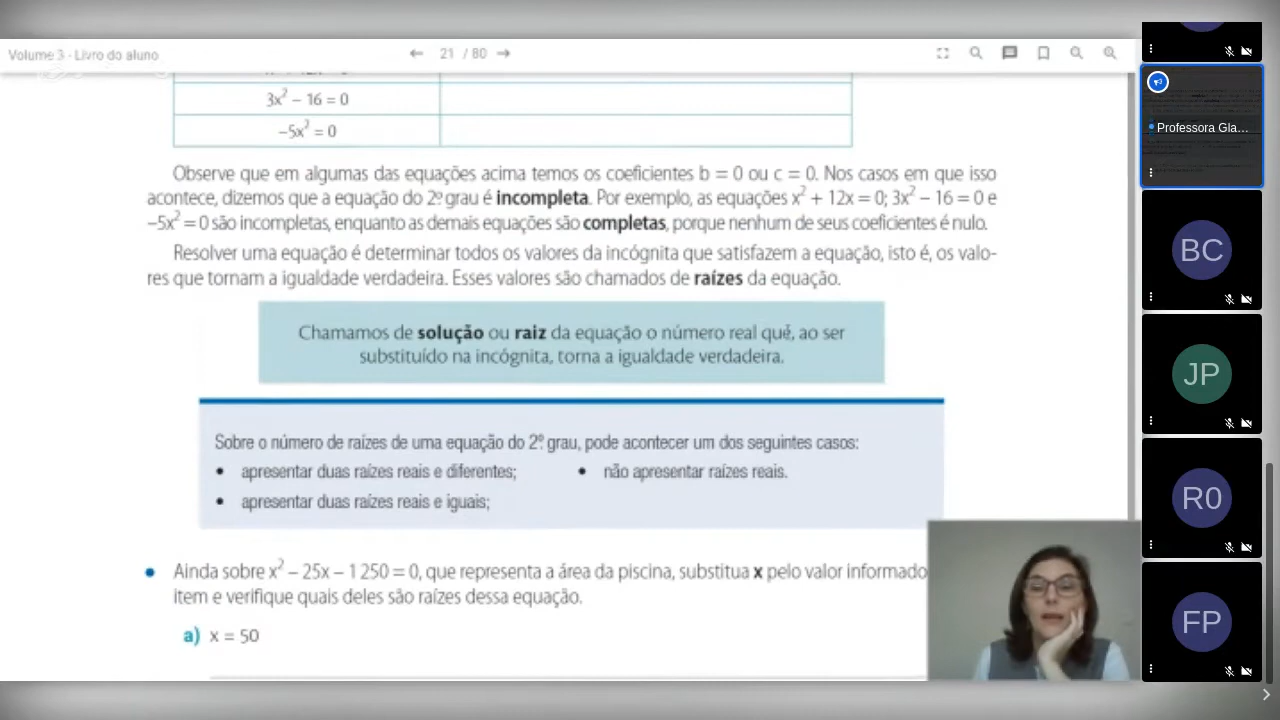 Volume 3 - Livro do aluno
21 / 80
3x² – 16 = 0
–5x² = 0
Observe que em algumas das equações acima temos os coeficientes b = 0 ou c = 0. Nos casos em que isso
acontece, dizemos que a equação do 2º grau é incompleta. Por exemplo, as equações x² + 12x = 0; 3x² – 16 = 0 e
–5x² = 0 são incompletas, enquanto as demais equações são completas, porque nenhum de seus coeficientes é nulo.
Resolver uma equação é determinar todos os valores da incógnita que satisfazem a equação, isto é, os valo-
res que tornam a igualdade verdadeira. Esses valores são chamados de raízes da equação.
Chamamos de solução ou raiz da equação o número real que, ao ser
substituído na incógnita, torna a igualdade verdadeira.
Sobre o número de raízes de uma equação do 2º grau, pode acontecer um dos seguintes casos:
• apresentar duas raízes reais e diferentes;
• não apresentar raízes reais.
• apresentar duas raízes reais e iguais;
• Ainda sobre x² – 25x – 1 250 = 0, que representa a área da piscina, substitua x pelo valor informado
item e verifique quais deles são raízes dessa equação.
a) x = 50
Professora Gla...
BC
JP
R0
FP